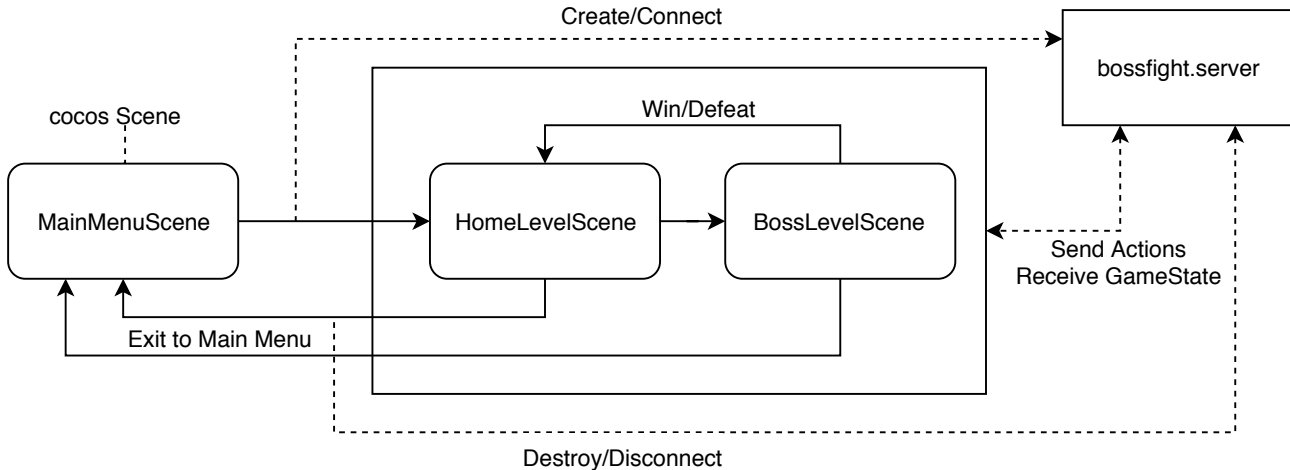 Create/Connect
bossfight.server
cocos Scene
Win/Defeat
MainMenuScene
HomeLevelScene
BossLevelScene
Send Actions
Receive GameState
Exit to Main Menu
Destroy/Disconnect